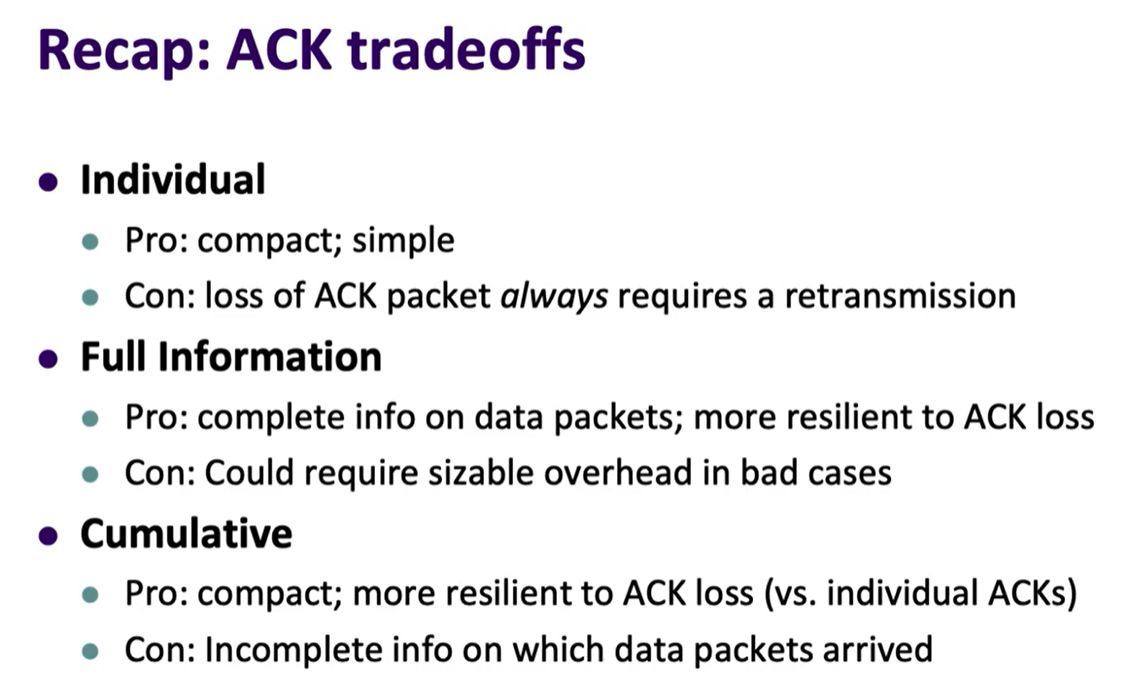 Recap: ACK tradeoffs
● Individual
● Pro: compact; simple
● Con: loss of ACK packet always requires a retransmission
● Full Information
● Pro: complete info on data packets; more resilient to ACK loss
● Con: Could require sizable overhead in bad cases
● Cumulative
● Pro: compact; more resilient to ACK loss (vs. individual ACKs)
● Con: Incomplete info on which data packets arrived